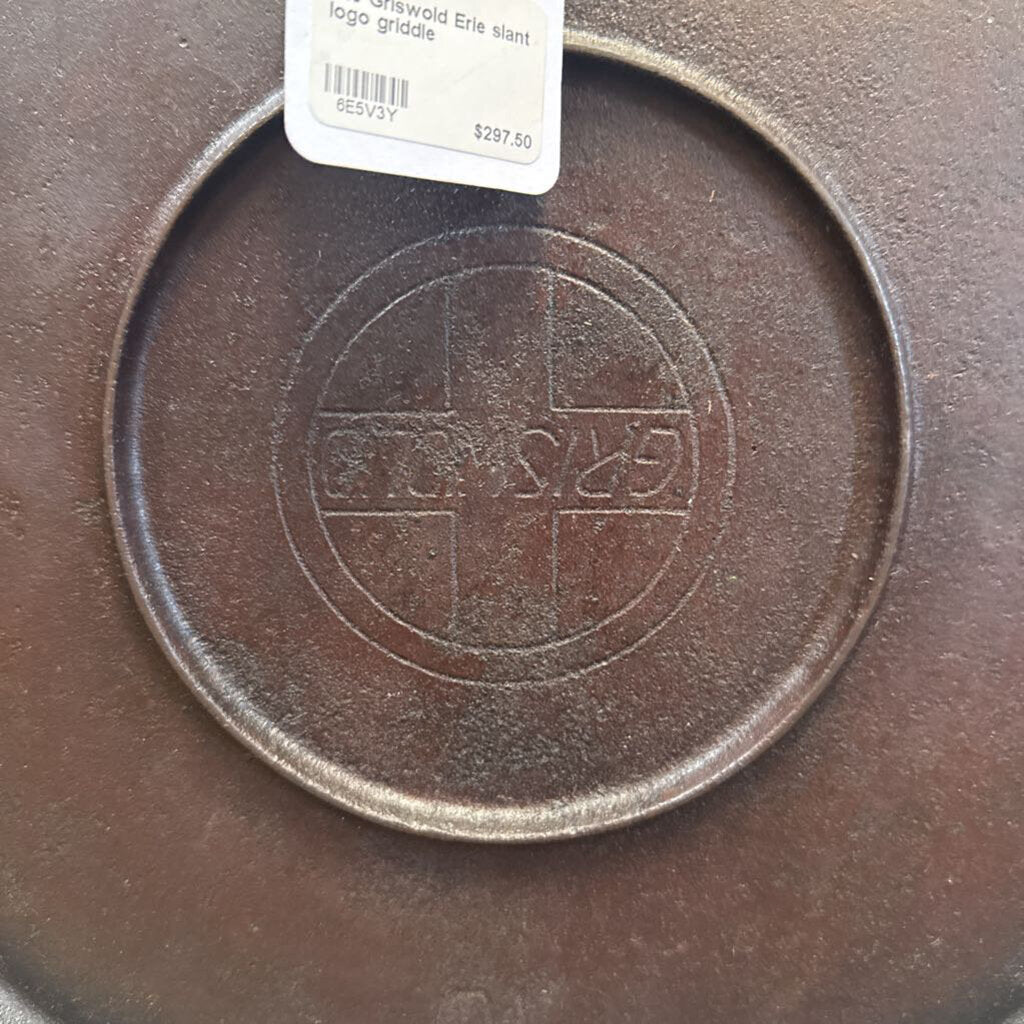 Griswold Erie slant
logo griddle
6E5V3Y
$297.50
GRISWOLD